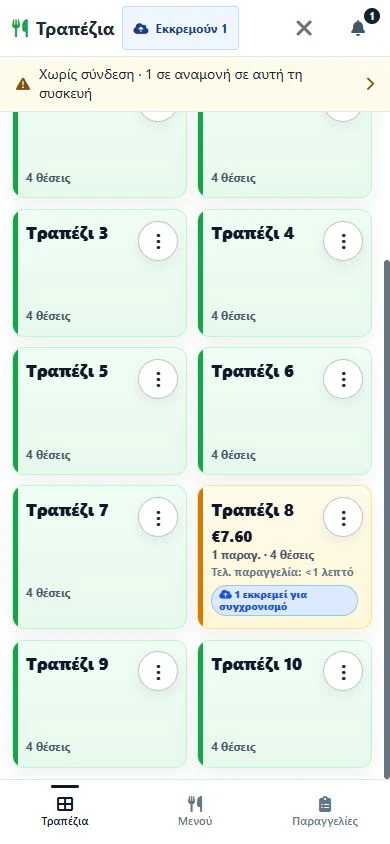 Τραπέζια
Εκκρεμούν 1
1
Χωρίς σύνδεση · 1 σε αναμονή σε αυτή τη
συσκευή
4 θέσεις
4 θέσεις
Τραπέζι 3
Τραπέζι 4
4 θέσεις
4 θέσεις
Τραπέζι 5
Τραπέζι 6
4 θέσεις
4 θέσεις
Τραπέζι 7
4 θέσεις
Τραπέζι 8
€7.60
1 παραγ. · 4 θέσεις
Τελ. παραγγελία: <1 λεπτό
1 εκκρεμεί για
συγχρονισμό
Τραπέζι 9
Τραπέζι 10
4 θέσεις
4 θέσεις
Τραπέζια
Μενού
Παραγγελίες